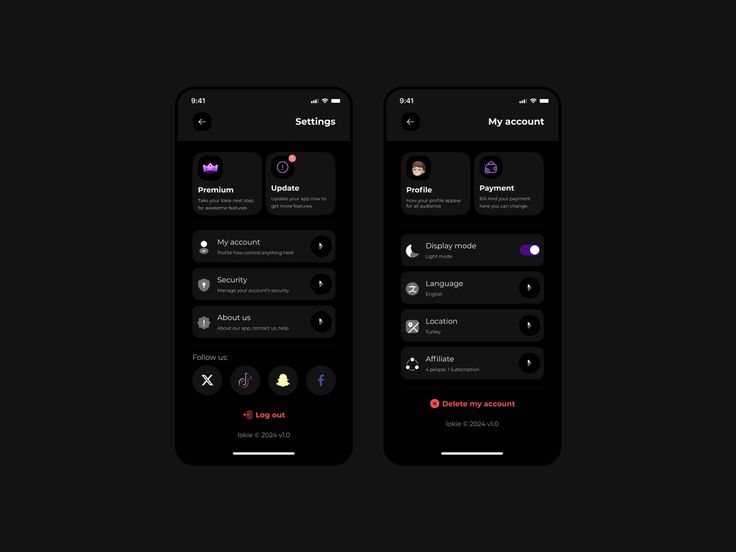 9:41
Settings
Premium
Take your lokie next step
for awesome features
Update
Update your app now to
get more features
My account
Profile how control anything here
Security
Manage your account's security
About us
About our app, contact us, help
Follow us:
Log out
lokie © 2024 v1.0
9:41
My account
Profile
How your profile appear
for all audience
Payment
Bill And your payment
here you can change.
Display mode
Light mode
Language
English
Location
Turkey
Affiliate
4 people, 1 Subscription
Delete my account
lokie © 2024 v1.0